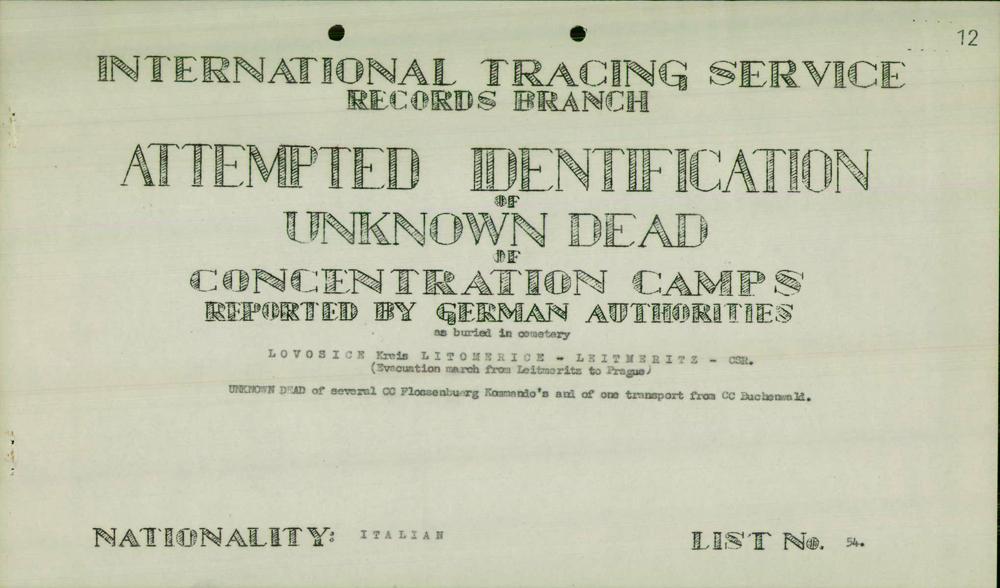 12
INTERNATIONAL TRACING SERVICE
RECORDS BRANCH
ATTEMPTED IDENTIFICATION
OF
UNKNOWN DEAD
OF
CONCENTRATION CAMPS
REPORTED BY GERMAN AUTHORITIES
as buried in cemetery
LOVOSICE Kreis LITOMERICE - LEITMERITZ - CSR.
(Evacuation march from Leitmeritz to Prague)
UNKNOWN DEAD of several CC Flossenbuerg Kommando's and of one transport from CC Buchenwald.
NATIONALITY: ITALIAN
LIST No. 54.